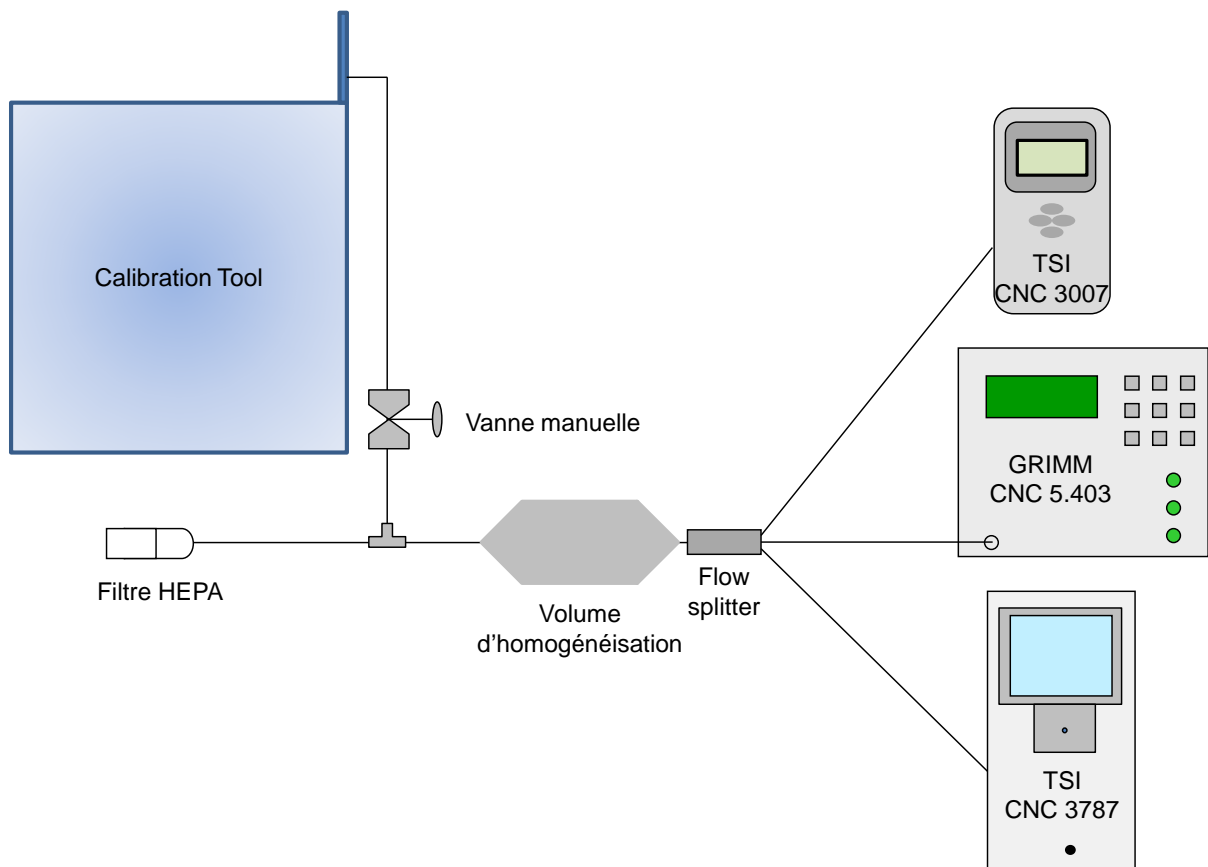 Calibration Tool
Vanne manuelle
Filtre HEPA
Volume
d’homogénéisation
Flow
splitter
TSI
CNC 3007
GRIMM
CNC 5.403
TSI
CNC 3787